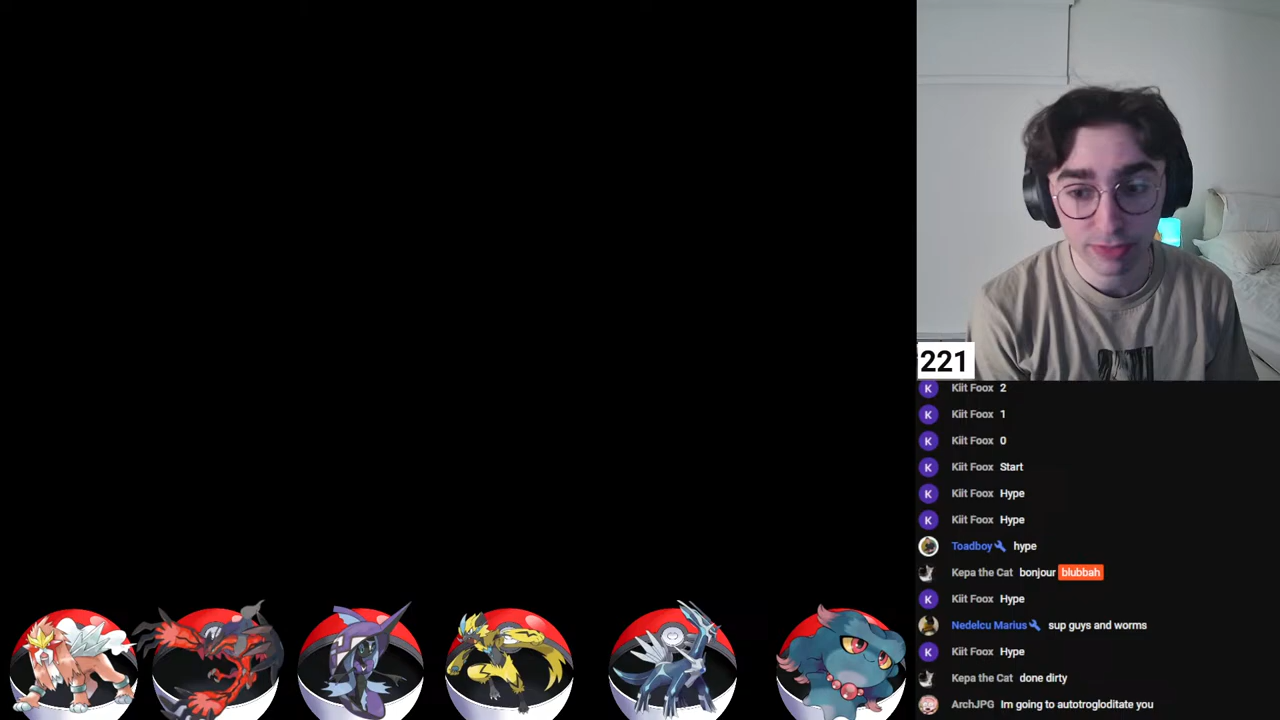 221
K Kiit Foox 2
K Kiit Foox 1
K Kiit Foox 0
K Kiit Foox Start
K Kiit Foox Hype
K Kiit Foox Hype
Toadboy hype
Kepa the Cat bonjour blubbah
K Kiit Foox Hype
Nedelcu Marius sup guys and worms
K Kiit Foox Hype
Kepa the Cat done dirty
ArchJPG Im going to autotrogloditate you